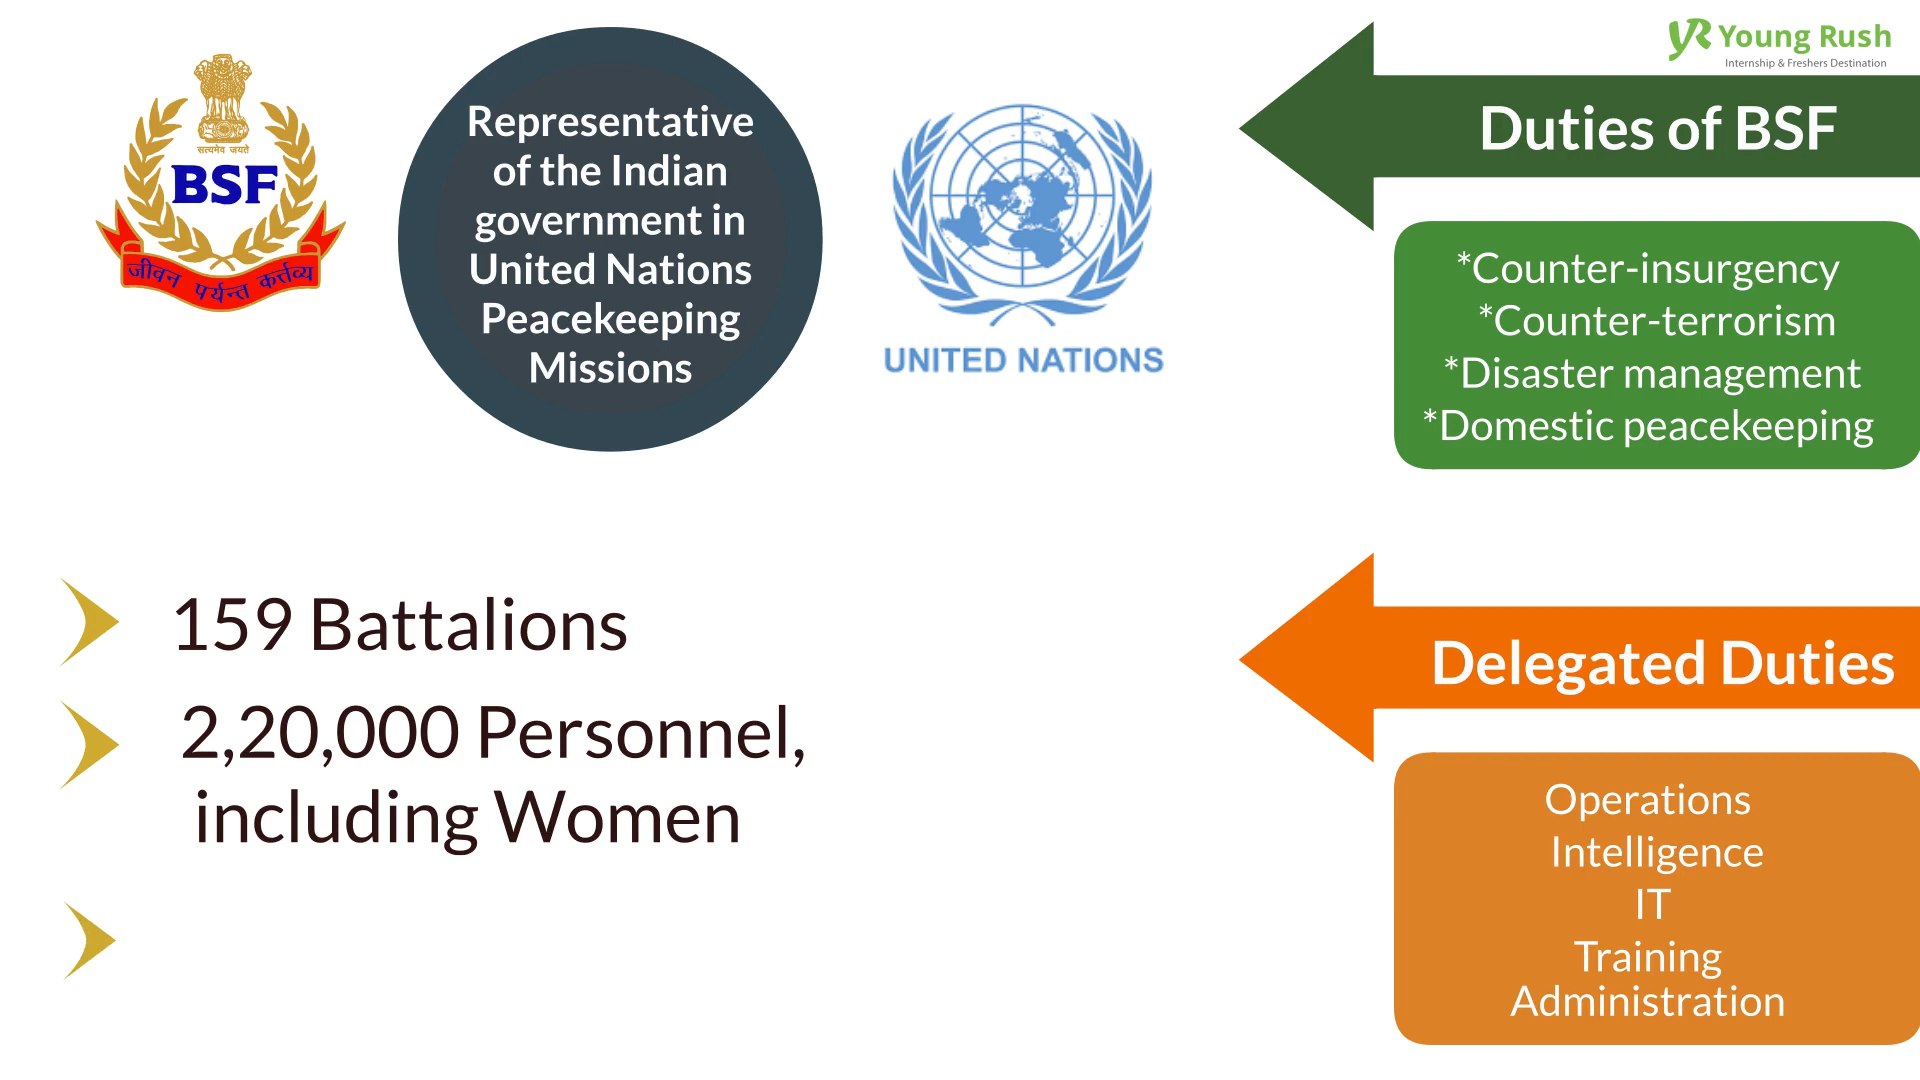 सत्यमेव जयते
BSF
जीवन पर्यन्त कर्त्तव्य
Representative
of the Indian
government in
United Nations
Peacekeeping
Missions
UNITED NATIONS
YR Young Rush
Internship & Freshers Destination
Duties of BSF
*Counter-insurgency
*Counter-terrorism
*Disaster management
*Domestic peacekeeping
159 Battalions
2,20,000 Personnel,
including Women
Delegated Duties
Operations
Intelligence
IT
Training
Administration